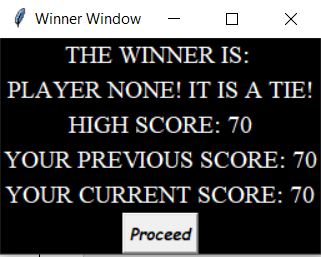 Winner Window
THE WINNER IS:
PLAYER NONE! IT IS A TIE!
HIGH SCORE: 70
YOUR PREVIOUS SCORE: 70
YOUR CURRENT SCORE: 70
Proceed